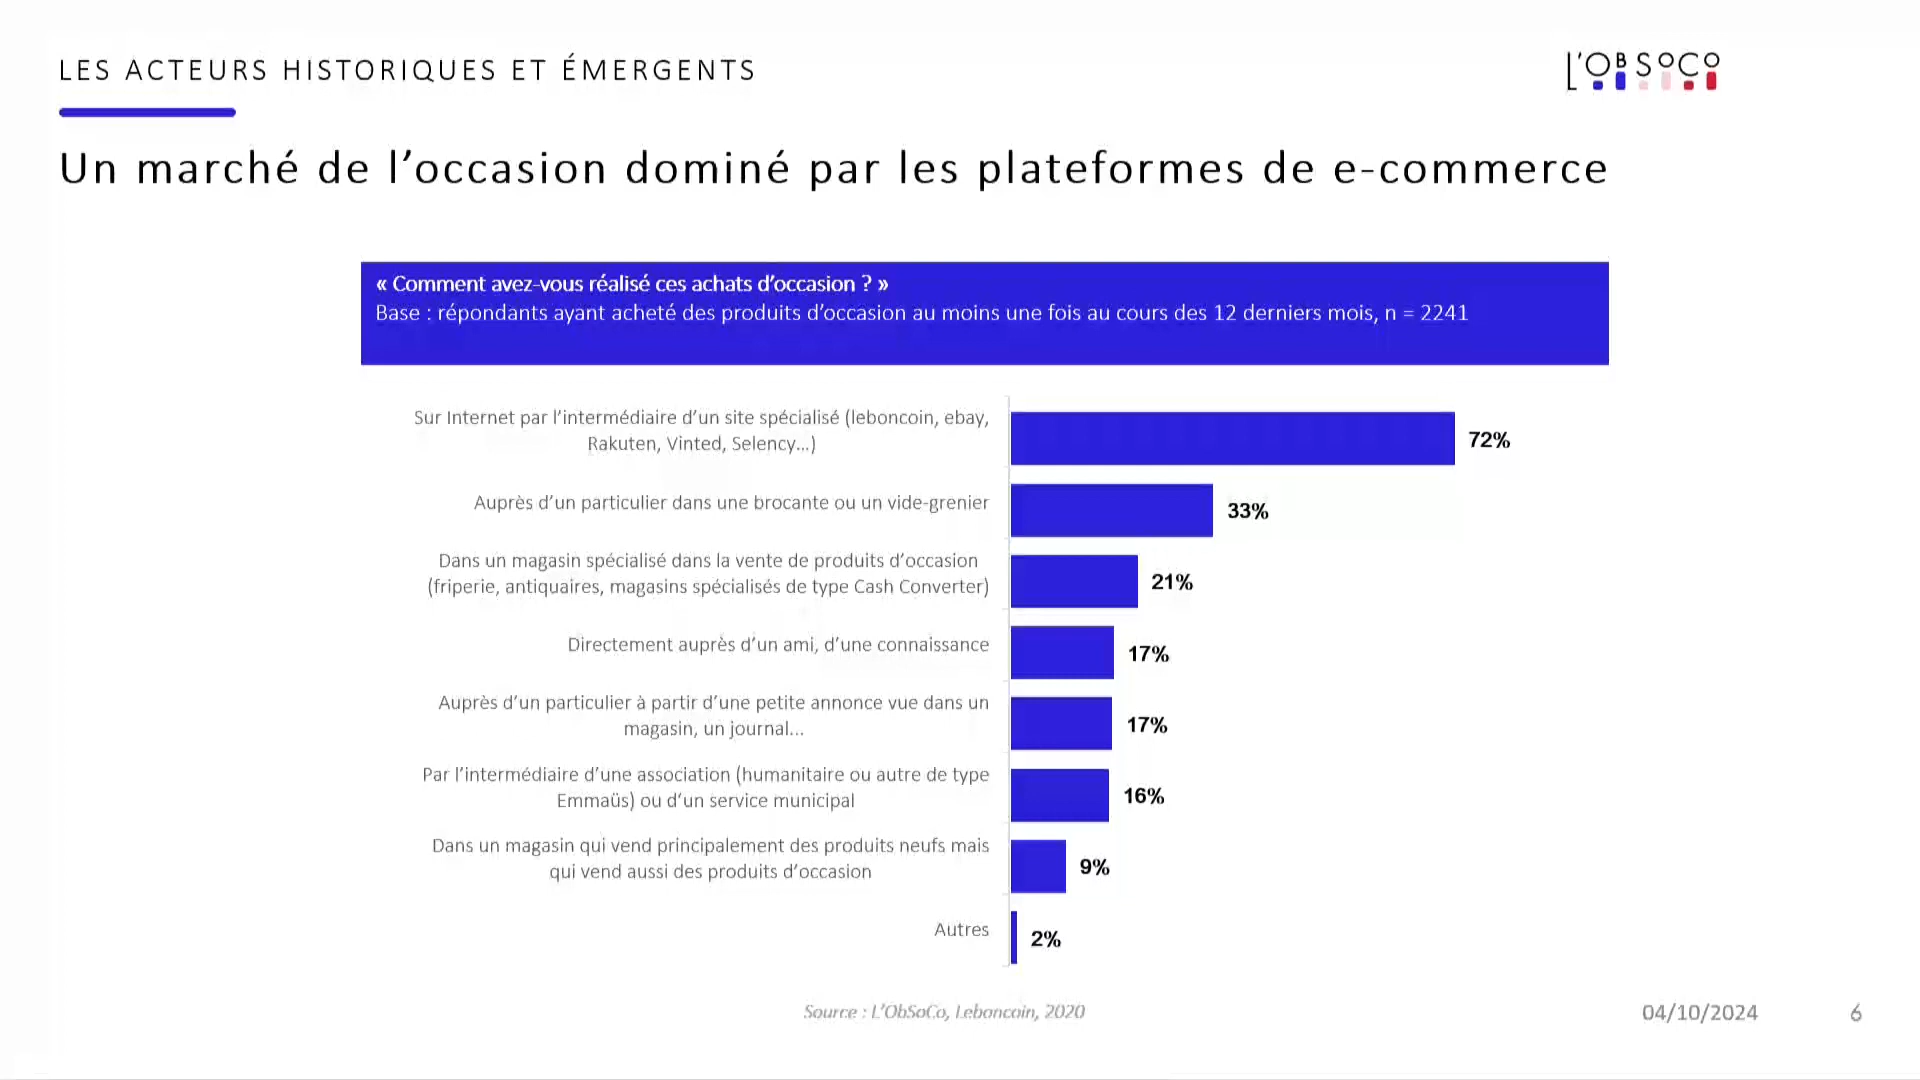 LES ACTEURS HISTORIQUES ET ÉMERGENTS
L'OBSOCO
Un marché de l'occasion dominé par les plateformes de e-commerce
« Comment avez-vous réalisé ces achats d'occasion ? »
Base : répondants ayant acheté des produits d'occasion au moins une fois au cours des 12 derniers mois, n = 2241
Sur Internet par l'intermédiaire d'un site spécialisé (leboncoin, ebay,
Rakuten, Vinted, Selency...)
72%
Auprès d'un particulier dans une brocante ou un vide-grenier
33%
Dans un magasin spécialisé dans la vente de produits d'occasion
(friperie, antiquaires, magasins spécialisés de type Cash Converter)
21%
Directement auprès d'un ami, d'une connaissance
17%
Auprès d'un particulier à partir d'une petite annonce vue dans un
magasin, un journal...
17%
Par l'intermédiaire d'une association (humanitaire ou autre de type
Emmaüs) ou d'un service municipal
16%
Dans un magasin qui vend principalement des produits neufs mais
qui vend aussi des produits d'occasion
9%
Autres
2%
Source : L'ObSoCo, Leboncoin, 2020
04/10/2024
6